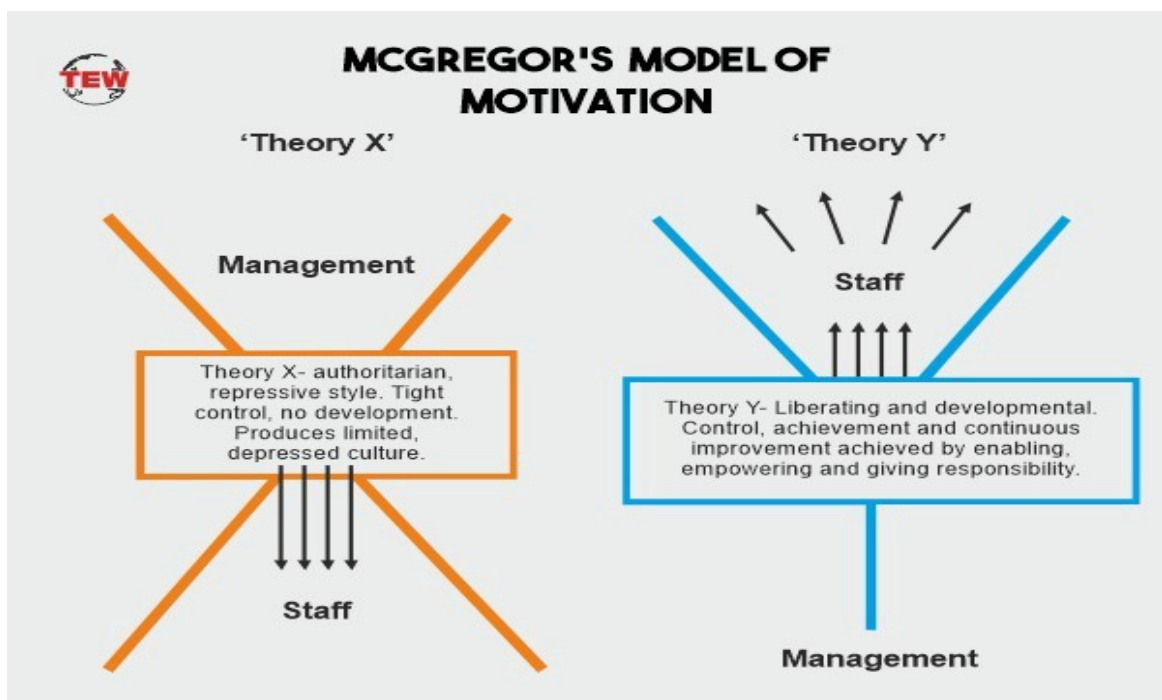 TEW
MCGREGOR'S MODEL OF
MOTIVATION
‘Theory X’
Management
Theory X- authoritarian,
repressive style. Tight
control, no development.
Produces limited,
depressed culture.
Staff
‘Theory Y’
Staff
Theory Y- Liberating and developmental.
Control, achievement and continuous
improvement achieved by enabling,
empowering and giving responsibility.
Management